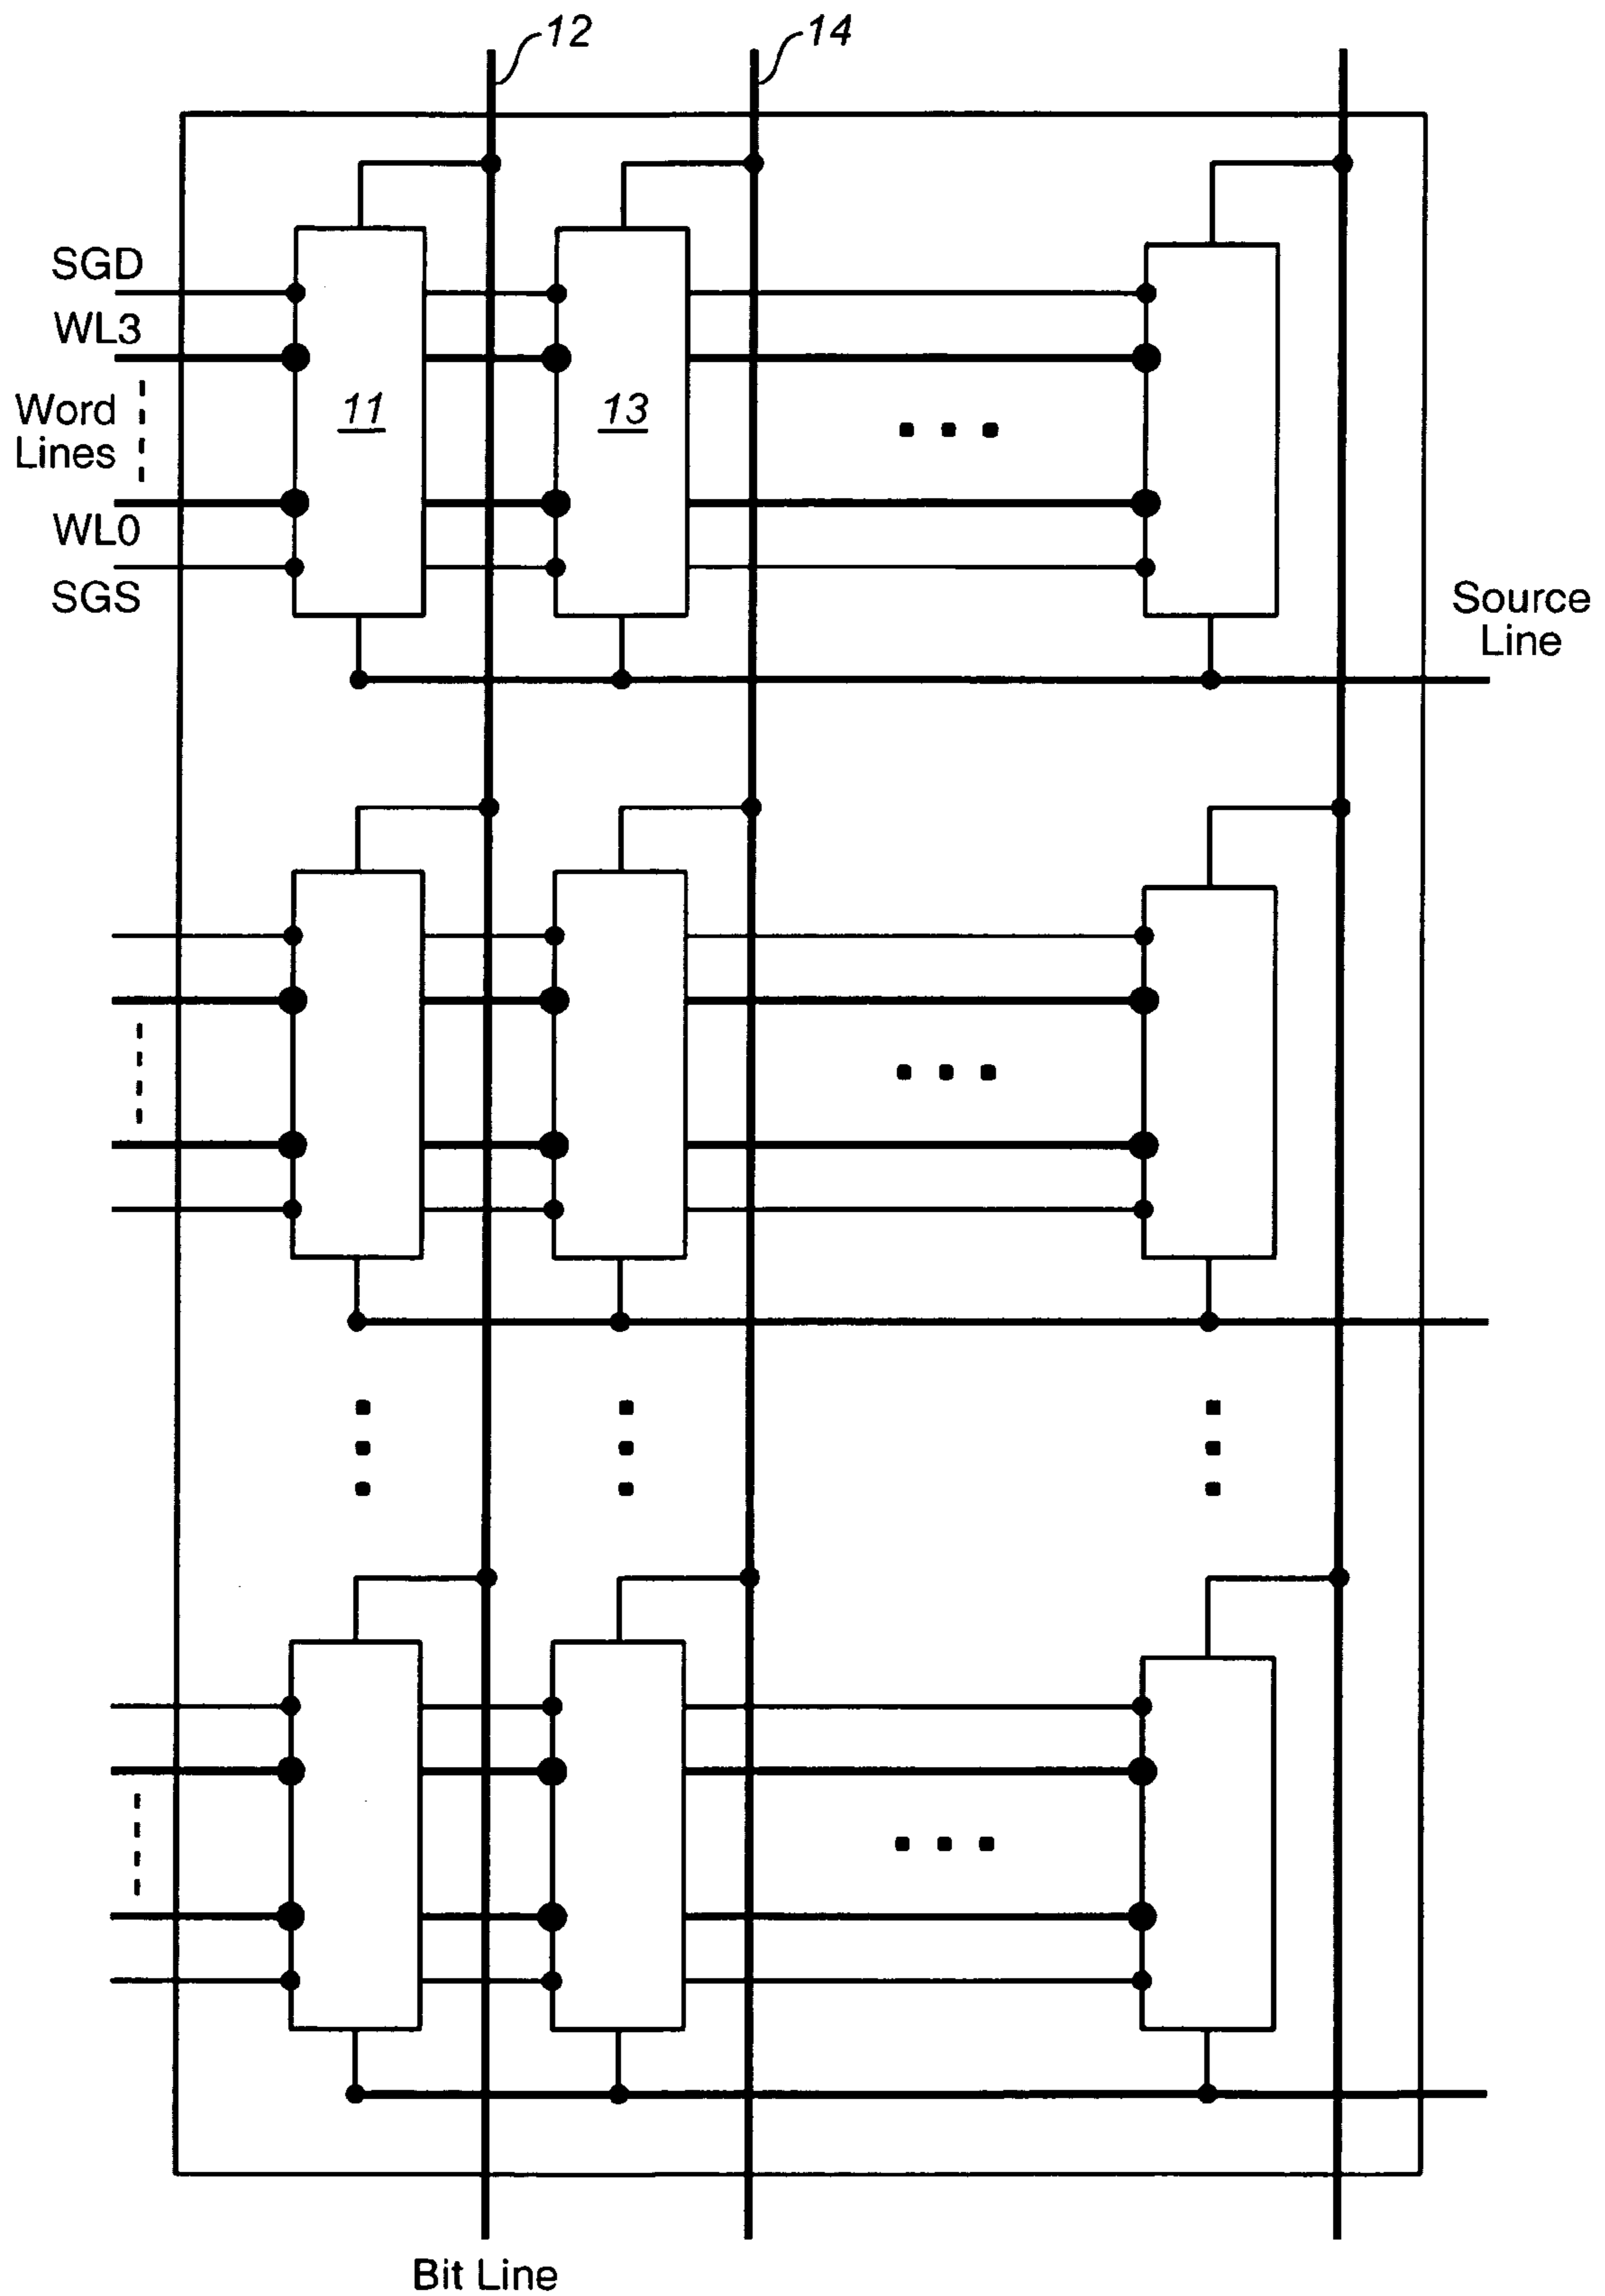 12
14
SGD
WL3
Word
Lines
11
13
WL0
SGS
Source
Line
Bit Line